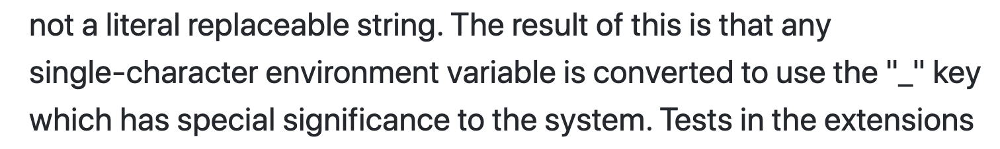 not a literal replaceable string. The result of this is that any
single-character environment variable is converted to use the "_" key
which has special significance to the system. Tests in the extensions